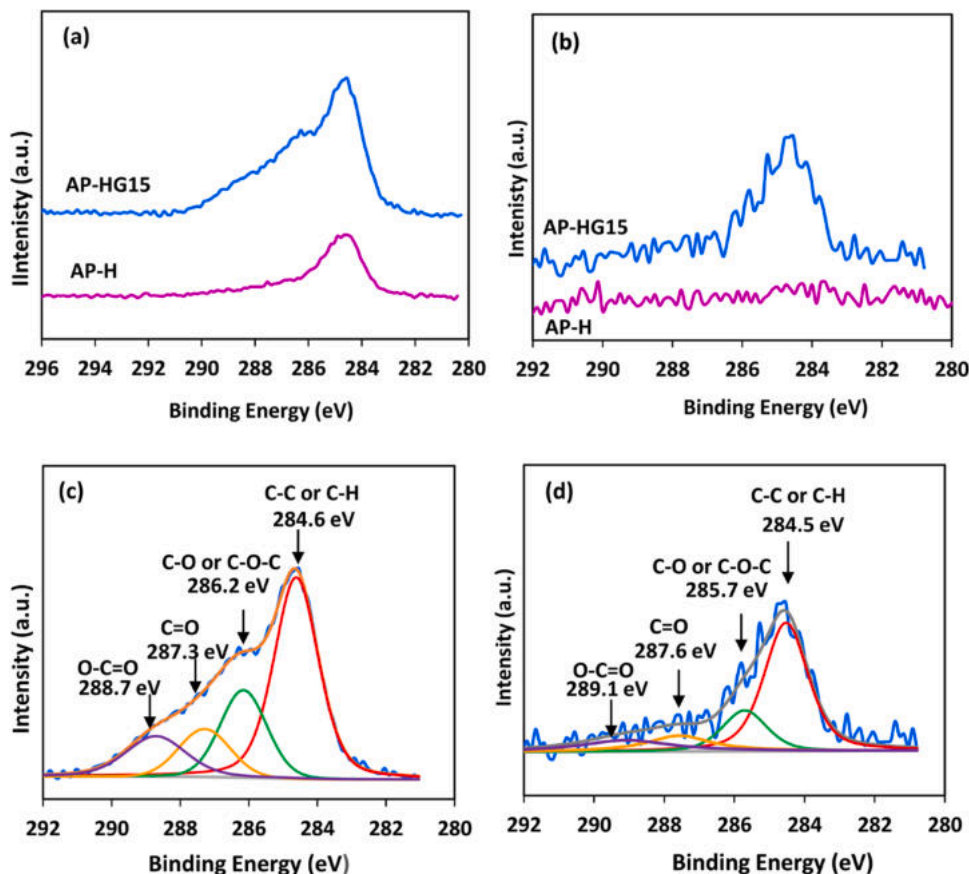 (a)
AP-HG15
AP-H
IIntenisty (a.u.)
296 294 292 290 288 286 284 282 280
Binding Energy (eV)
(b)
AP-HG15
AP-H
Intenisty (a.u.)
292 290 288 286 284 282 280
Binding Energy (eV)
(c)
C-C or C-H
284.6 eV
C-O or C-O-C
286.2 eV
C=O
287.3 eV
O-C=O
288.7 eV
Intensity (a.u.)
292 290 288 286 284 282 280
Binding Energy (eV)
(d)
C-C or C-H
284.5 eV
C-O or C-O-C
285.7 eV
C=O
287.6 eV
O-C=O
289.1 eV
Intensity (a.u.)
292 290 288 286 284 282 280
Binding Energy (eV)